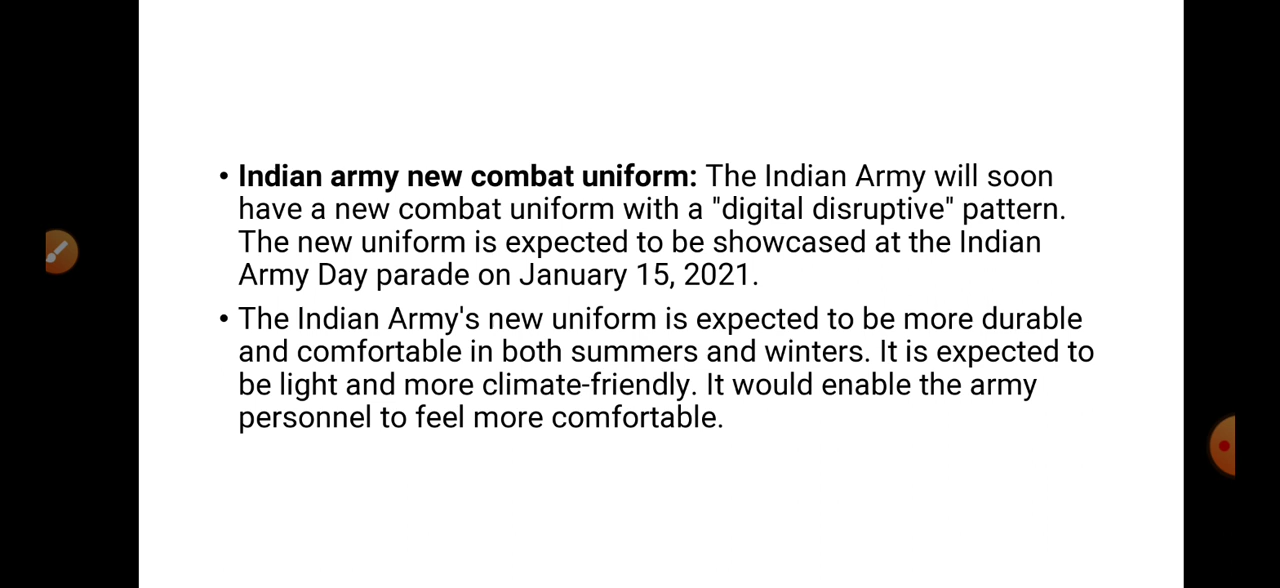 • Indian army new combat uniform: The Indian Army will soon
have a new combat uniform with a "digital disruptive" pattern.
The new uniform is expected to be showcased at the Indian
Army Day parade on January 15, 2021.
• The Indian Army's new uniform is expected to be more durable
and comfortable in both summers and winters. It is expected to
be light and more climate-friendly. It would enable the army
personnel to feel more comfortable.